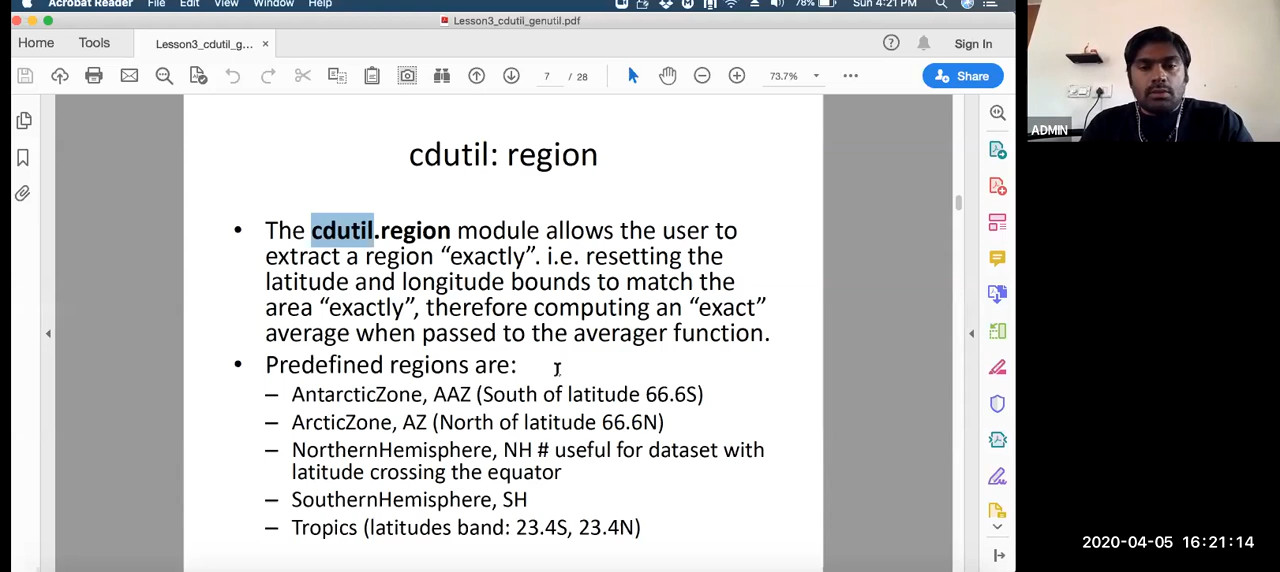 Acrobat Reader File Edit View Window Help 78% Sun 4:21 PM
Lesson3_cdutil_genutil.pdf
Home Tools Lesson3_cdutil_g... × Sign In
7 / 28 73.7% Share
cdutil: region
• The cdutil.region module allows the user to
extract a region “exactly”. i.e. resetting the
latitude and longitude bounds to match the
area “exactly”, therefore computing an “exact”
average when passed to the averager function.
• Predefined regions are:
– AntarcticZone, AAZ (South of latitude 66.6S)
– ArcticZone, AZ (North of latitude 66.6N)
– NorthernHemisphere, NH # useful for dataset with
latitude crossing the equator
– SouthernHemisphere, SH
– Tropics (latitudes band: 23.4S, 23.4N)
ADMIN
2020-04-05 16:21:14